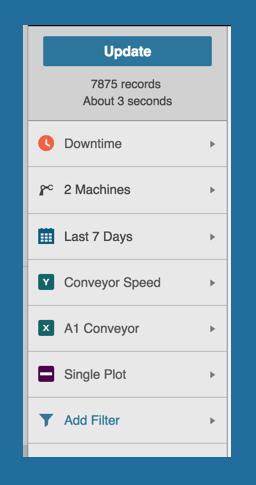 Update
7875 records
About 3 seconds
Downtime
2 Machines
Last 7 Days
Y Conveyor Speed
X A1 Conveyor
Single Plot
Add Filter